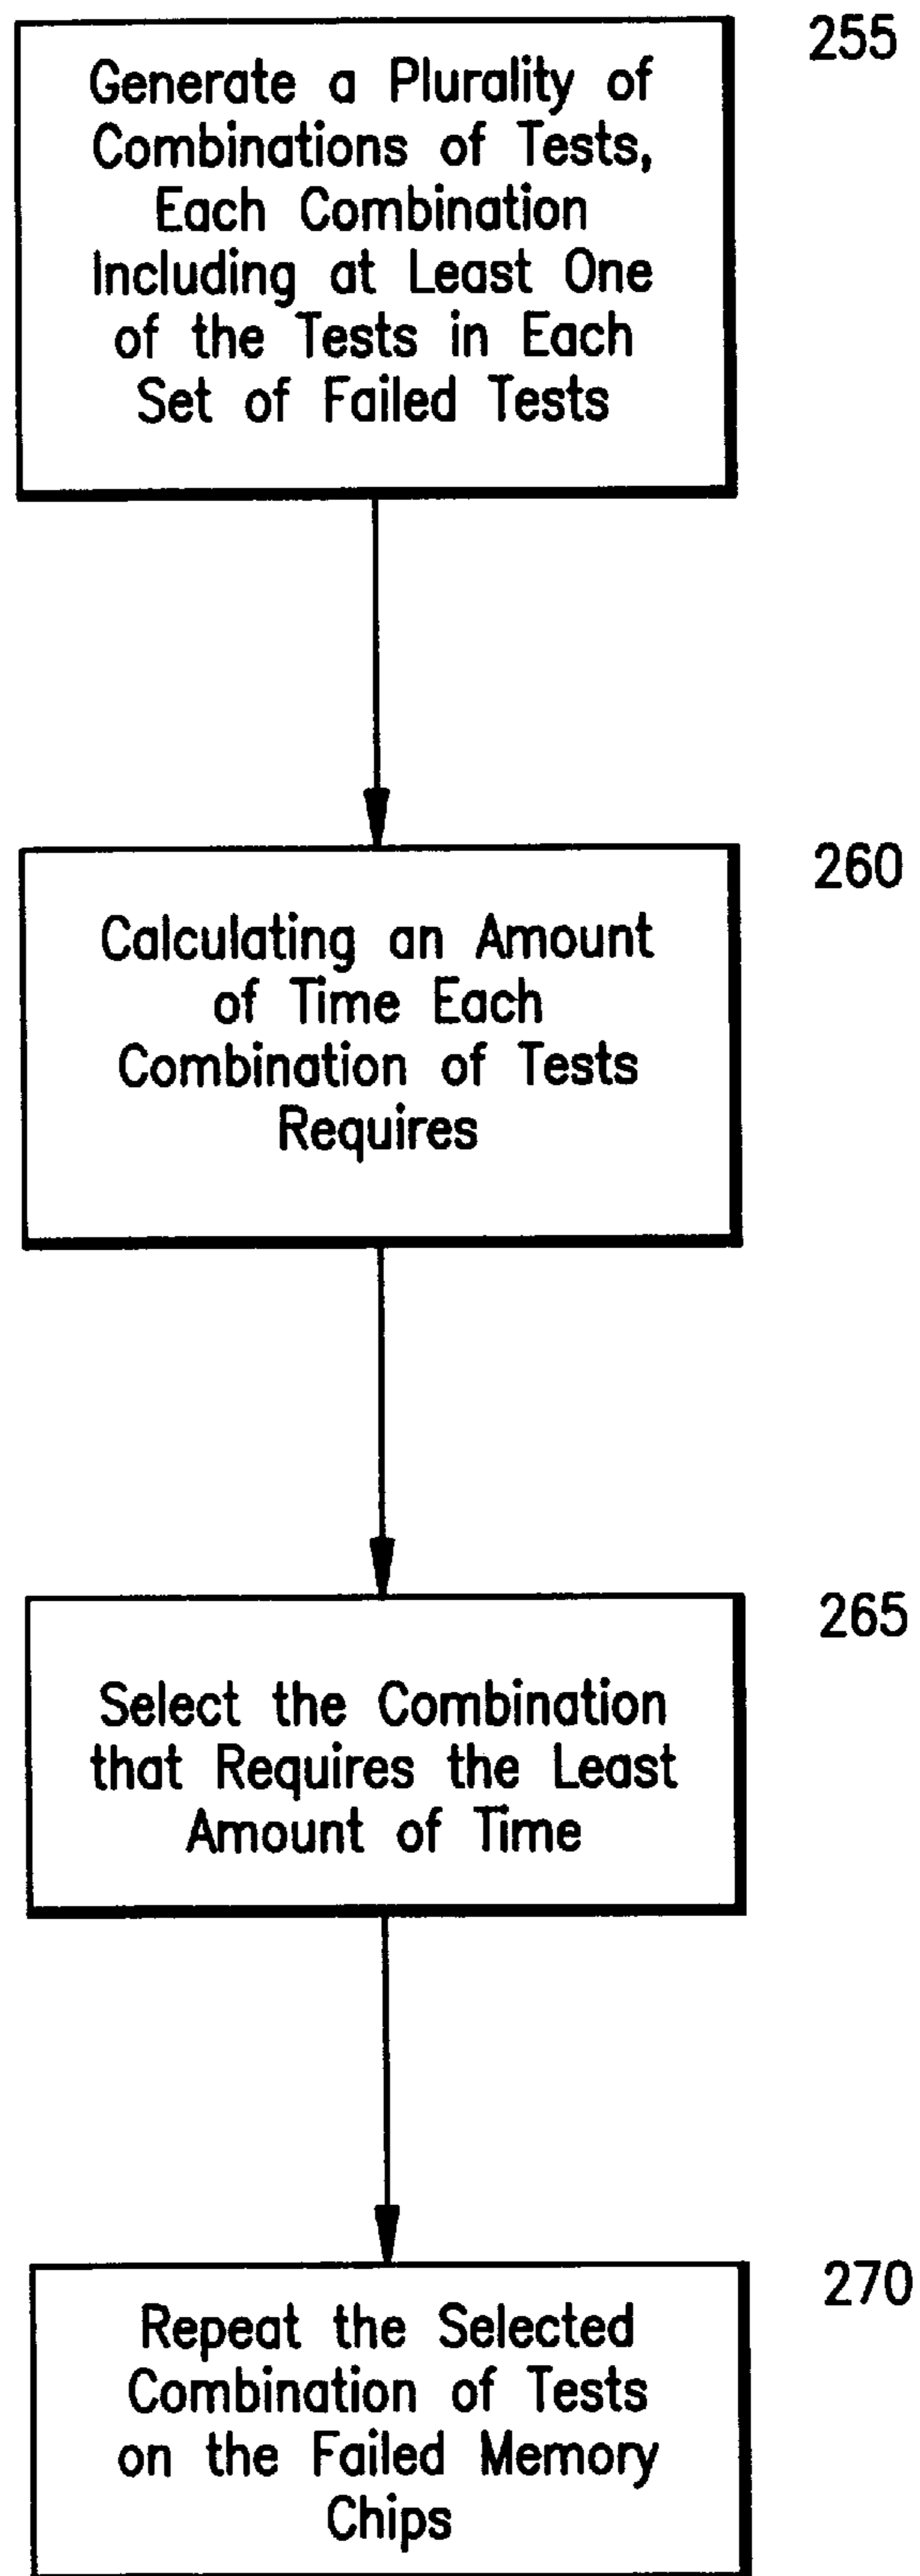 255
Generate a Plurality of
Combinations of Tests,
Each Combination
Including at Least One
of the Tests in Each
Set of Failed Tests
260
Calculating an Amount
of Time Each
Combination of Tests
Requires
265
Select the Combination
that Requires the Least
Amount of Time
270
Repeat the Selected
Combination of Tests
on the Failed Memory
Chips